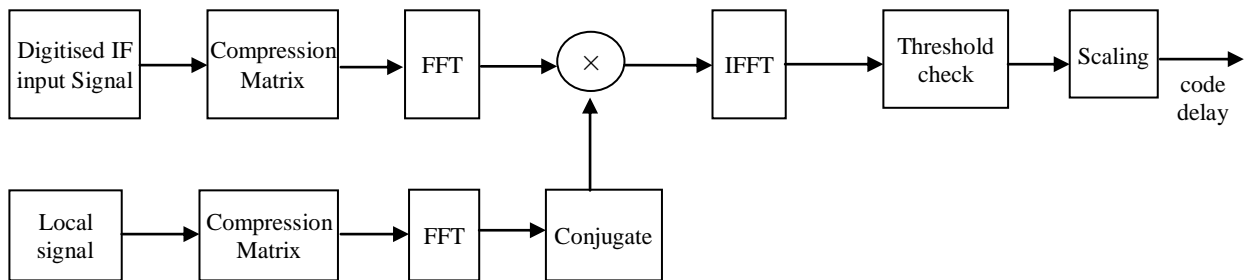 Digitised IF
input Signal
Compression
Matrix
FFT
×
IFFT
Threshold
check
Scaling
code
delay
Local
signal
Compression
Matrix
FFT
Conjugate